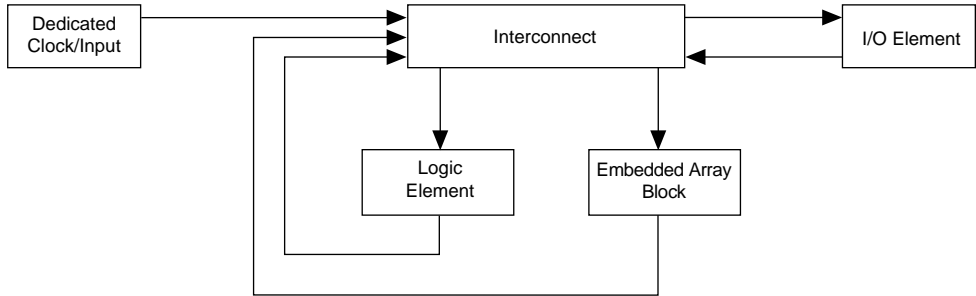 Dedicated
Clock/Input
Interconnect
I/O Element
Logic
Element
Embedded Array
Block